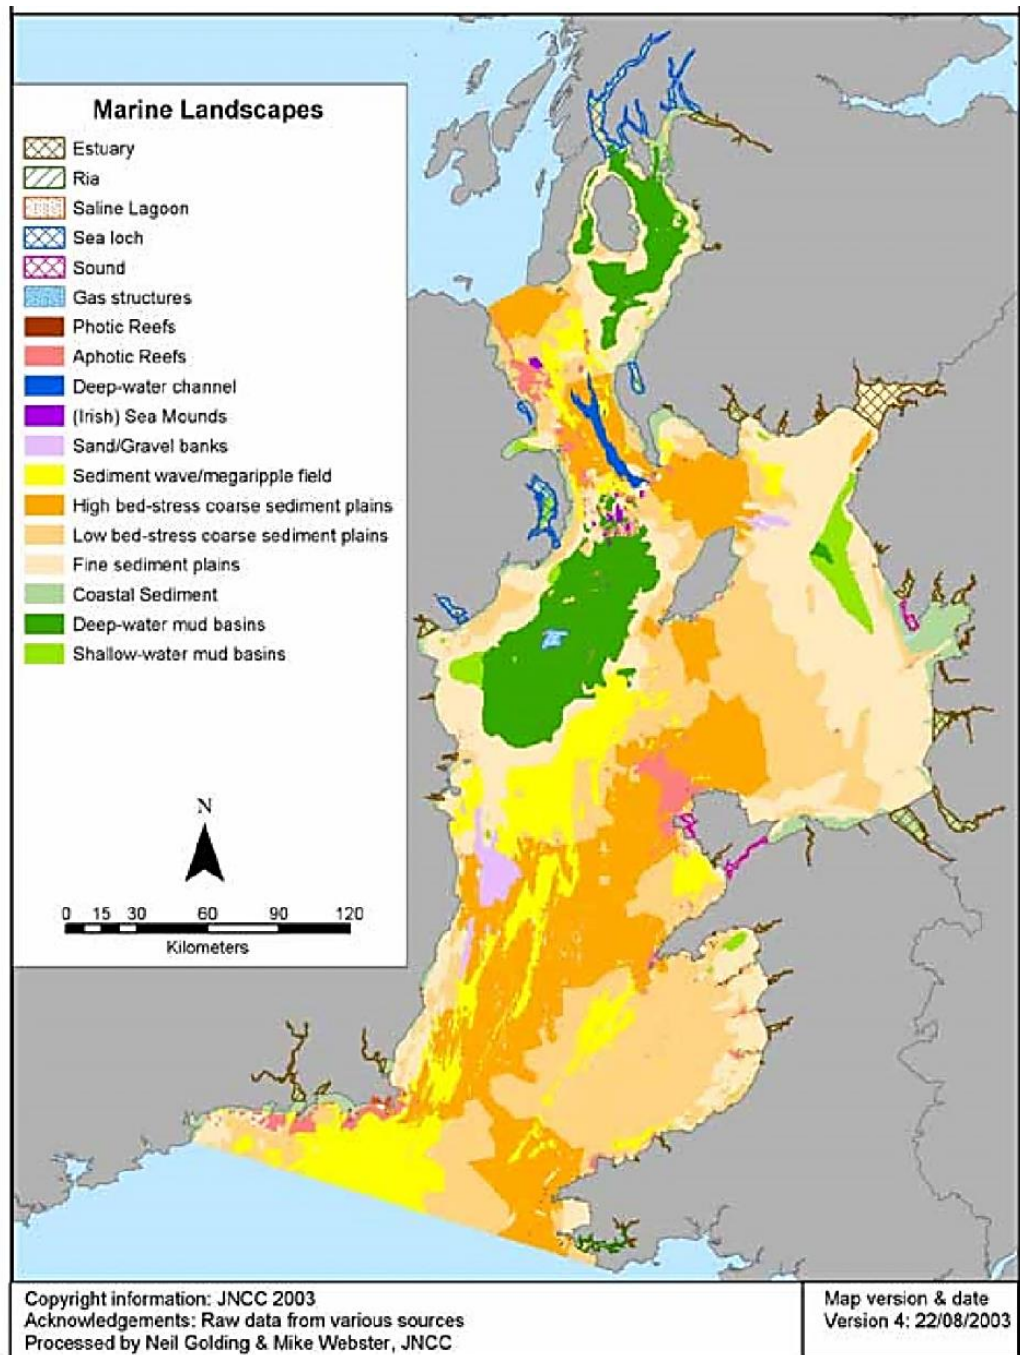 Marine Landscapes
Estuary
Ria
Saline Lagoon
Sea loch
Sound
Gas structures
Photic Reefs
Aphotic Reefs
Deep-water channel
(Irish) Sea Mounds
Sand/Gravel banks
Sediment wave/megaripple field
High bed-stress coarse sediment plains
Low bed-stress coarse sediment plains
Fine sediment plains
Coastal Sediment
Deep-water mud basins
Shallow-water mud basins
N
0 15 30 60 90 120
Kilometers
Copyright information: JNCC 2003
Acknowledgements: Raw data from various sources
Processed by Neil Golding & Mike Webster, JNCC
Map version & date
Version 4: 22/08/2003